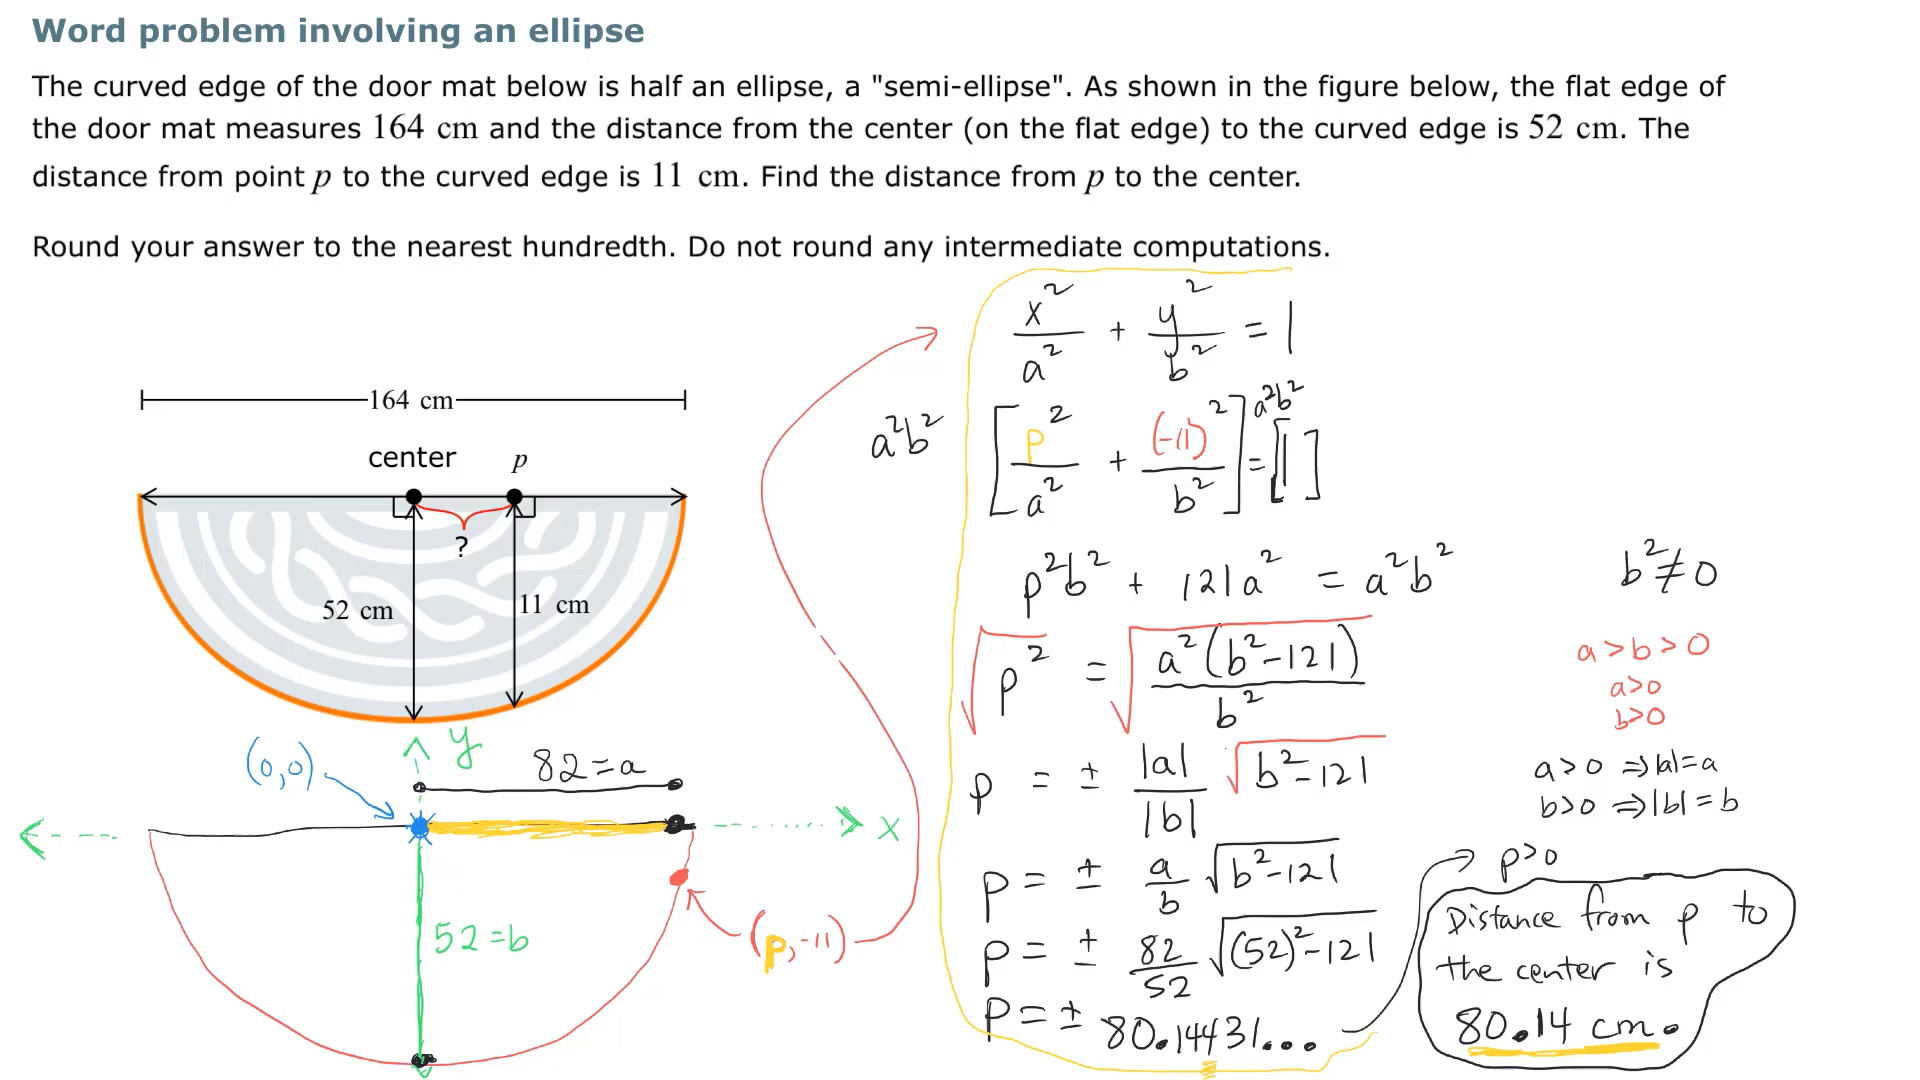 Word problem involving an ellipse
The curved edge of the door mat below is half an ellipse, a "semi-ellipse". As shown in the figure below, the flat edge of
the door mat measures 164 cm and the distance from the center (on the flat edge) to the curved edge is 52 cm. The
distance from point p to the curved edge is 11 cm. Find the distance from p to the center.
Round your answer to the nearest hundredth. Do not round any intermediate computations.
164 cm
center p
?
52 cm
11 cm
y
(0,0)
82=a
x
52=b
(p,-11)
x²/a² + y²/b² = 1
a²b² [p²/a² + (-11)²/b²] = [1] a²b²
p²b² + 121a² = a²b²
√p² = √(a²(b²-121)/b²)
p = ± |a|/|b| √(b²-121)
p = ± a/b √(b²-121)
p = ± 82/52 √((52)²-121)
p = ± 80.14431...
b²≠0
a>b>0
a>0
b>0
a>0 ⇒|a|=a
b>0 ⇒|b|=b
p>0
Distance from p to
the center is
80.14 cm.